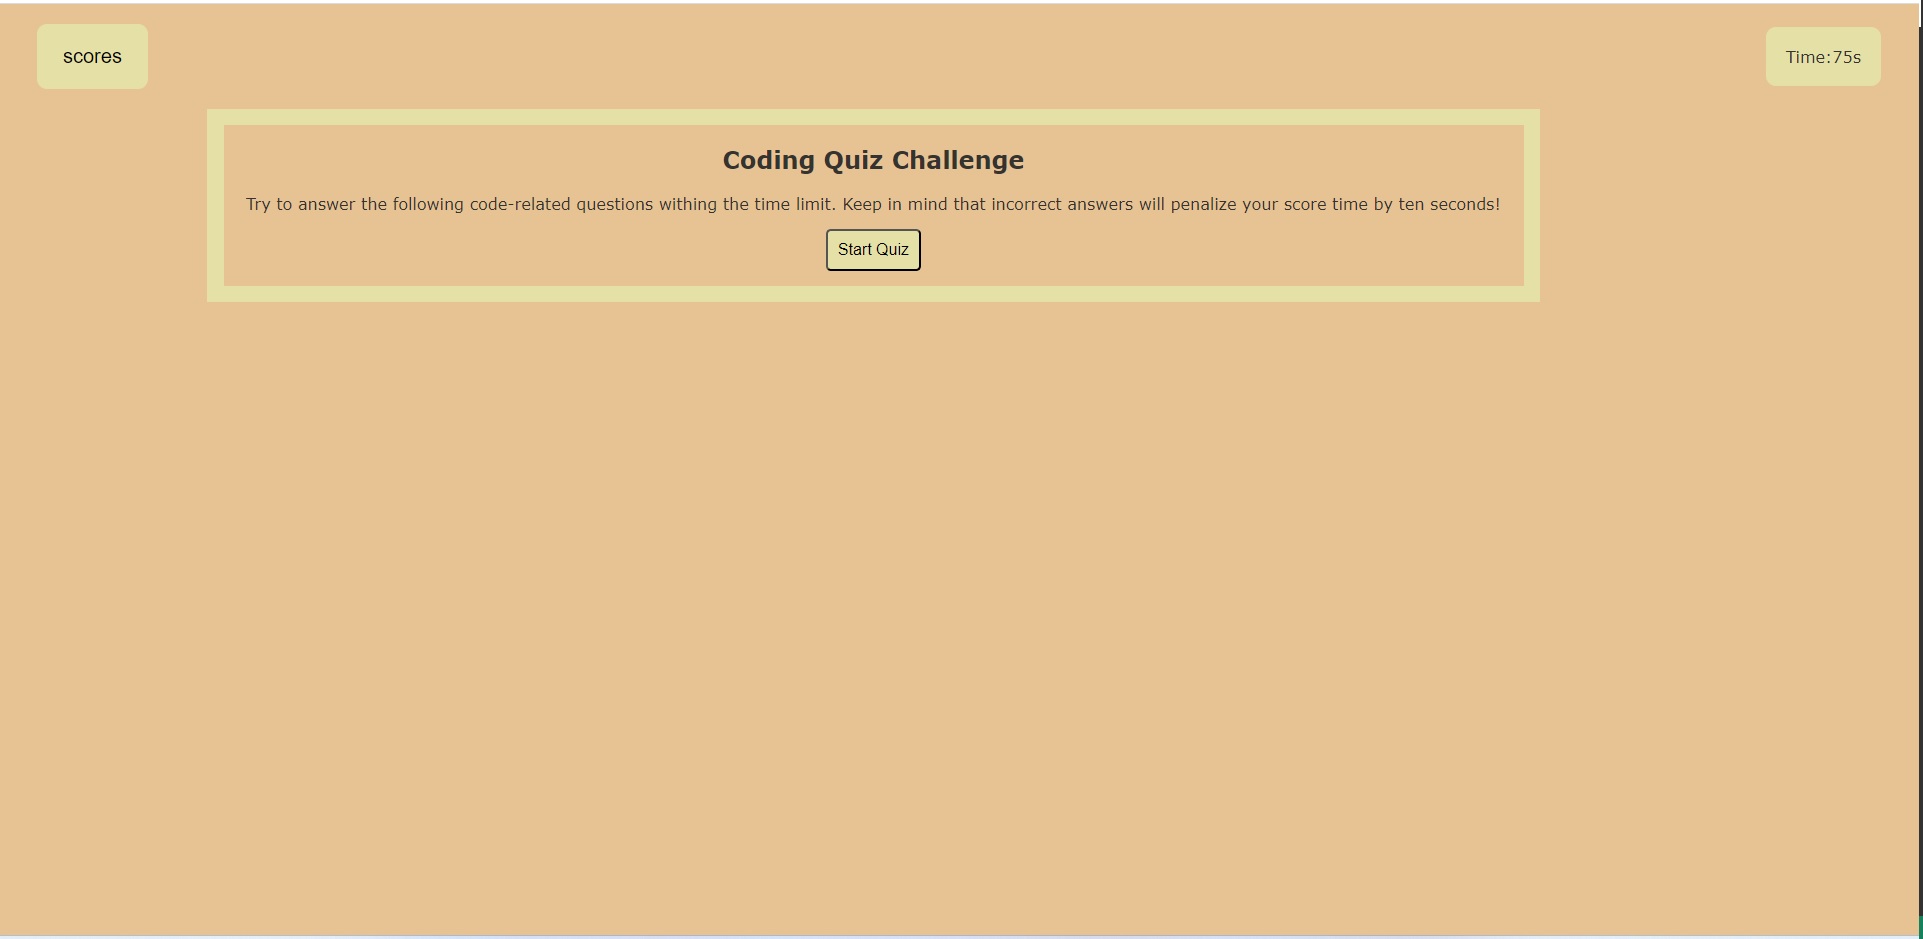 scores
Time:75s
Coding Quiz Challenge
Try to answer the following code-related questions withing the time limit. Keep in mind that incorrect answers will penalize your score time by ten seconds!
Start Quiz